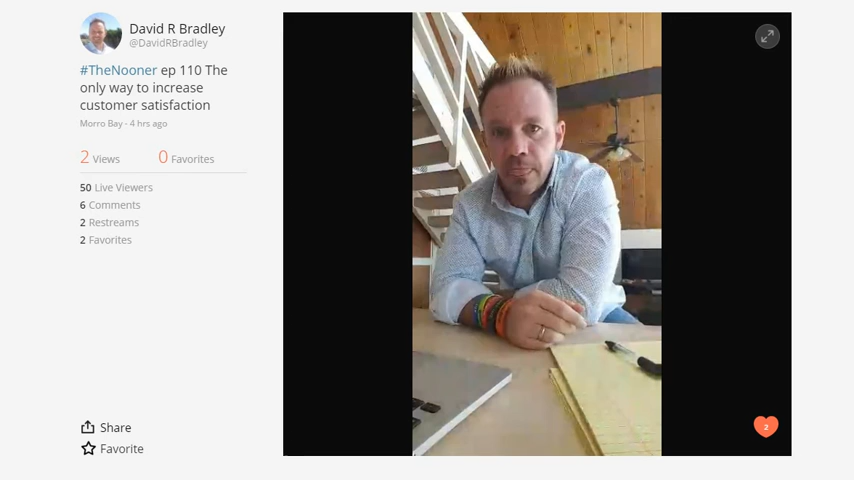 David R Bradley
@DavidRBradley
#TheNooner ep 110 The
only way to increase
customer satisfaction
Morro Bay - 4 hrs ago
2 Views 0 Favorites
50 Live Viewers
6 Comments
2 Restreams
2 Favorites
Share
Favorite
2